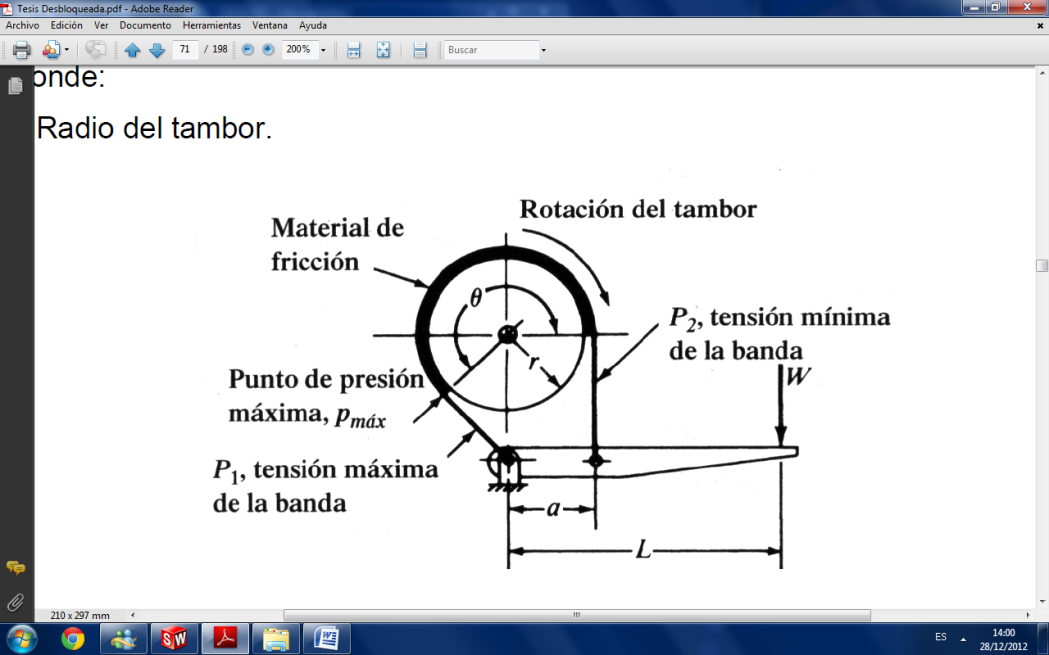 Tesis Desbloqueada.pdf - Adobe Reader
Archivo Edición Ver Documento Herramientas Ventana Ayuda
71 / 198 200% Buscar
onde:
Radio del tambor.
Rotación del tambor
Material de
fricción
θ
P2, tensión mínima
de la banda
r
W
Punto de presión
máxima, pmáx
P1, tensión máxima
de la banda
a
L
210 x 297 mm
ES
14:00
28/12/2012